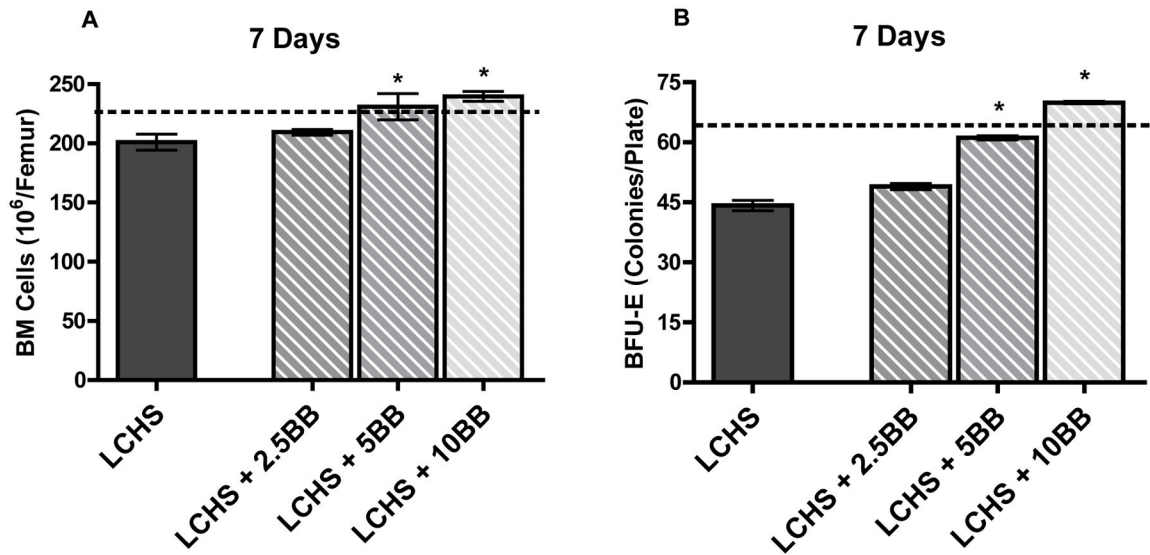 A
7 Days
BM Cells (10⁶/Femur)
250
200
150
100
50
0
*
*
LCHS
LCHS + 2.5BB
LCHS + 5BB
LCHS + 10BB
B
7 Days
BFU-E (Colonies/Plate)
75
60
45
30
15
0
*
*
LCHS
LCHS + 2.5BB
LCHS + 5BB
LCHS + 10BB